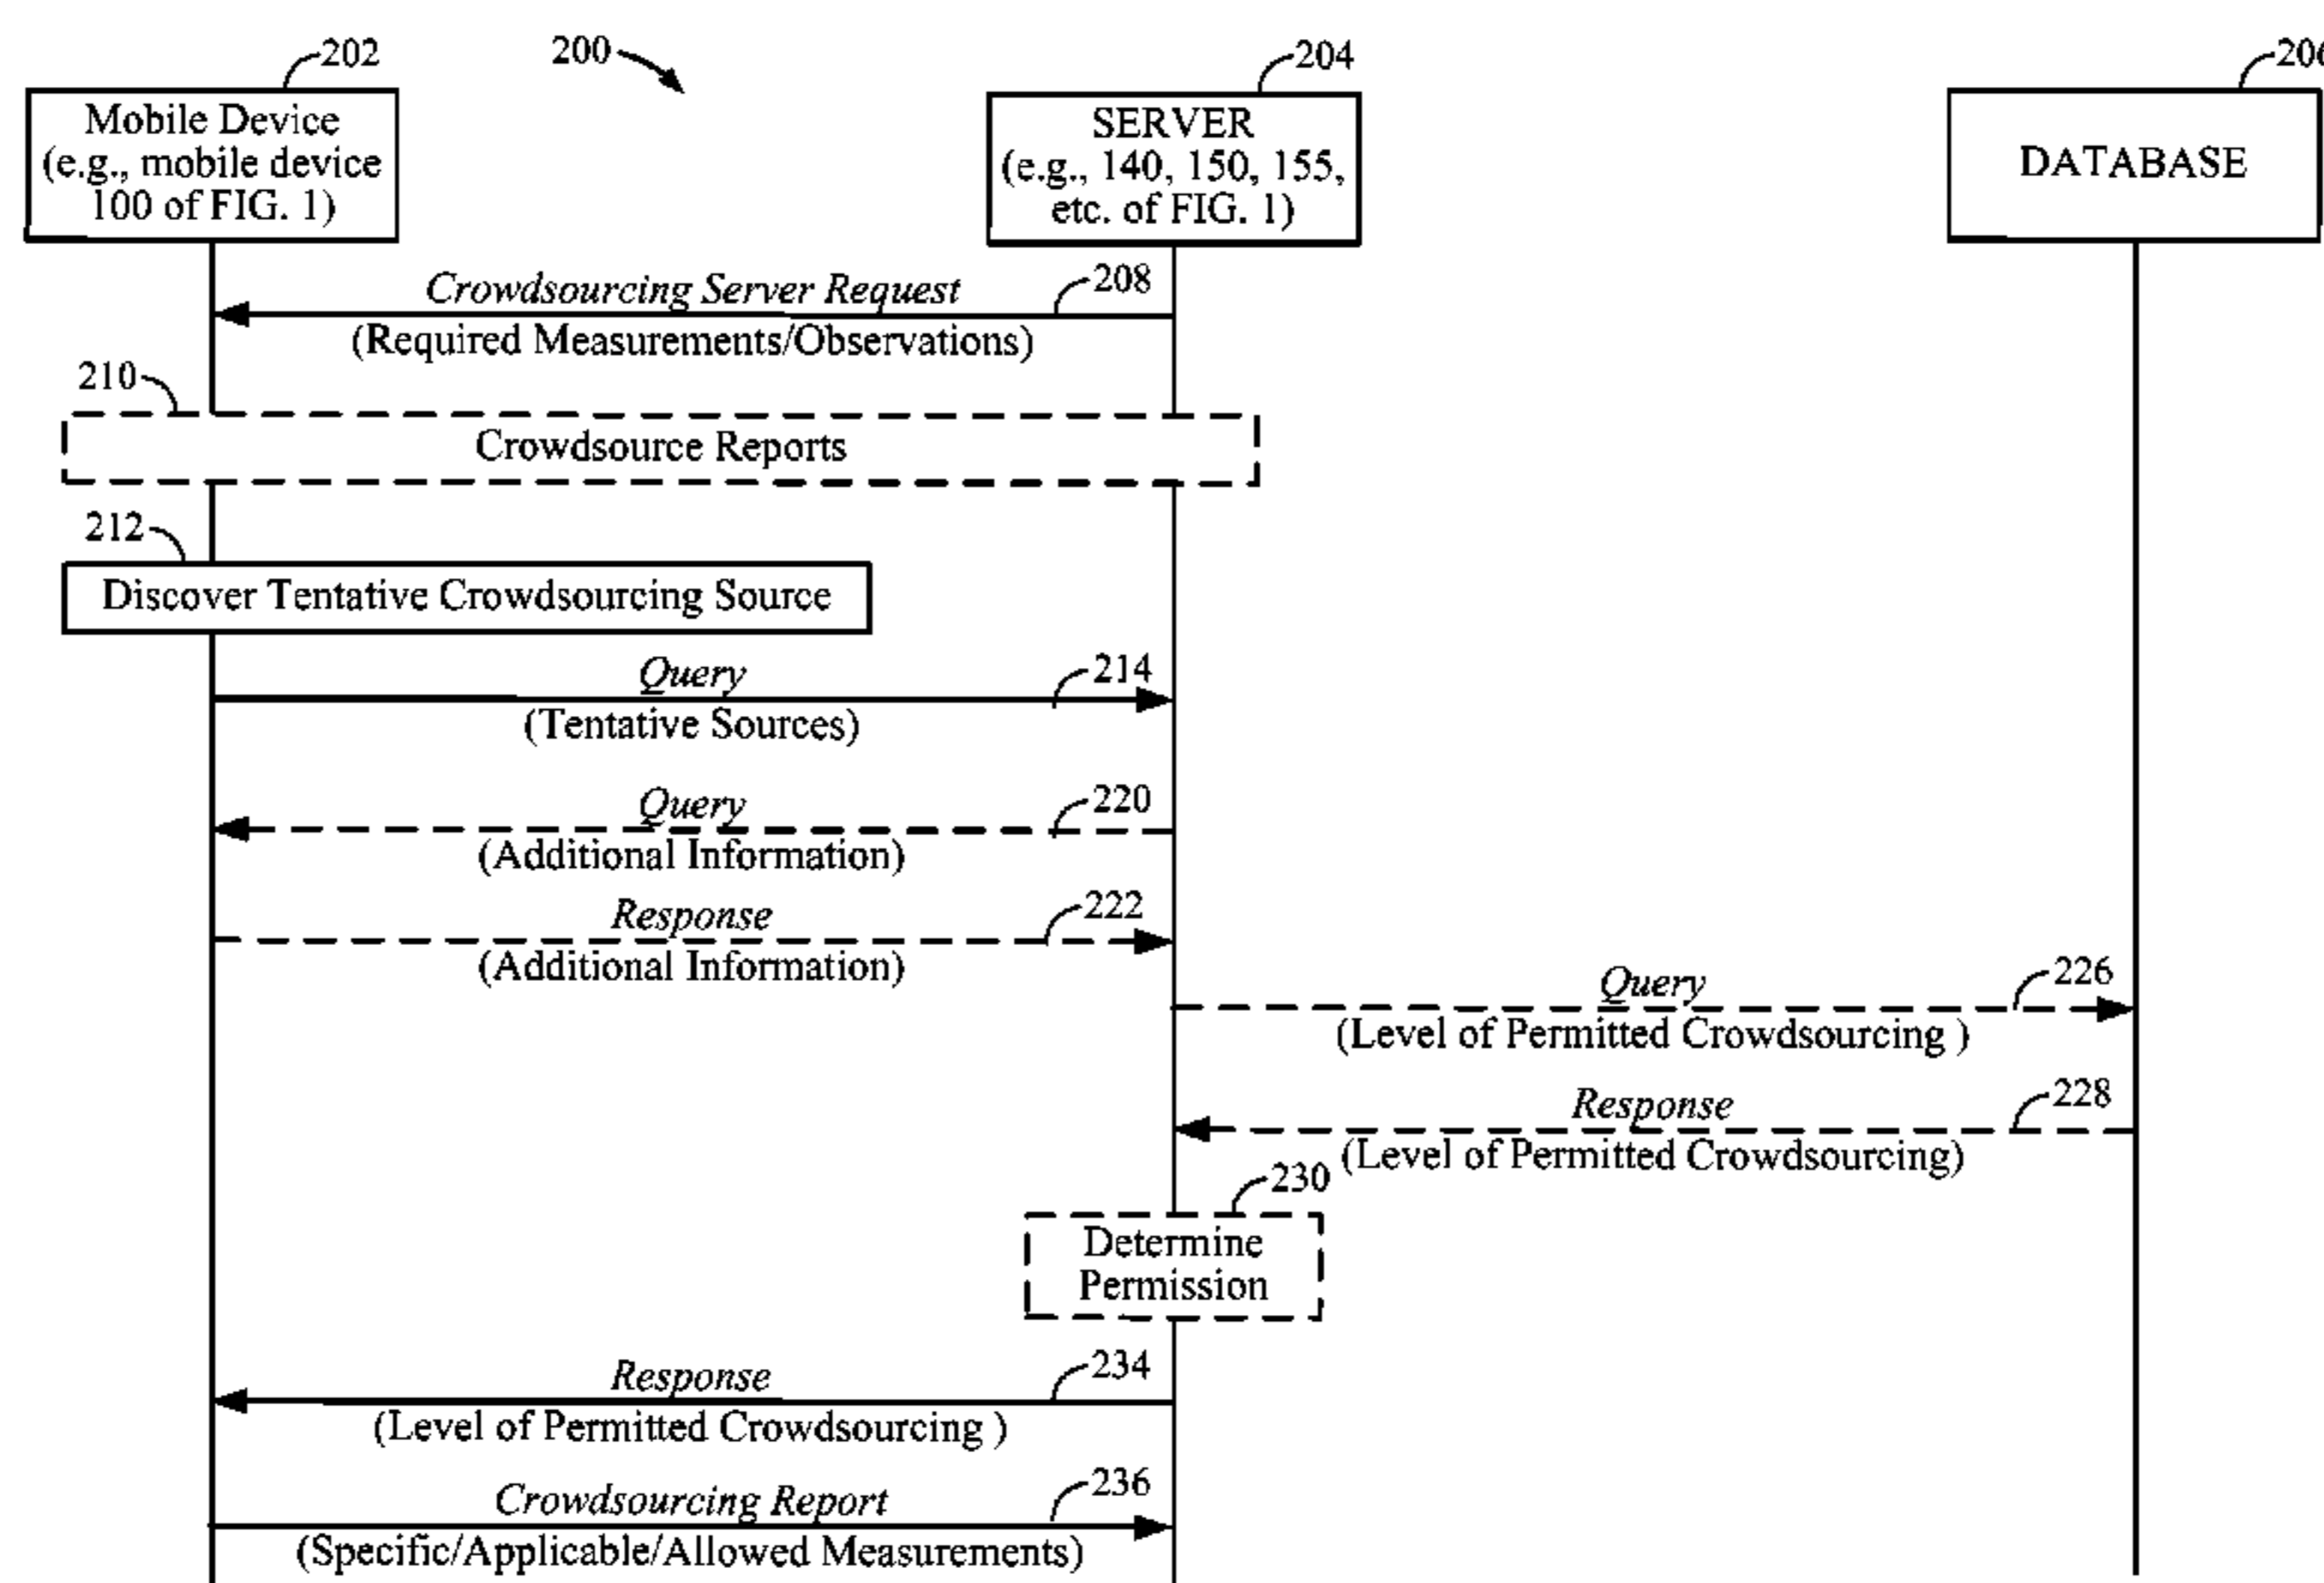 202
200
204
206
Mobile Device
(e.g., mobile device
100 of FIG. 1)
SERVER
(e.g., 140, 150, 155,
etc. of FIG. 1)
DATABASE
Crowdsourcing Server Request
208
(Required Measurements/Observations)
210
Crowdsource Reports
212
Discover Tentative Crowdsourcing Source
Query
214
(Tentative Sources)
Query
220
(Additional Information)
Response
222
(Additional Information)
Query
226
(Level of Permitted Crowdsourcing )
Response
228
(Level of Permitted Crowdsourcing)
230
Determine
Permission
Response
234
(Level of Permitted Crowdsourcing )
Crowdsourcing Report
236
(Specific/Applicable/Allowed Measurements)